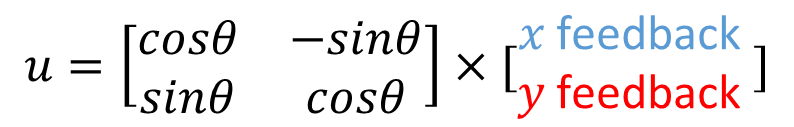 u = [cosθ −sinθ sinθ cosθ] × [x feedback y feedback]